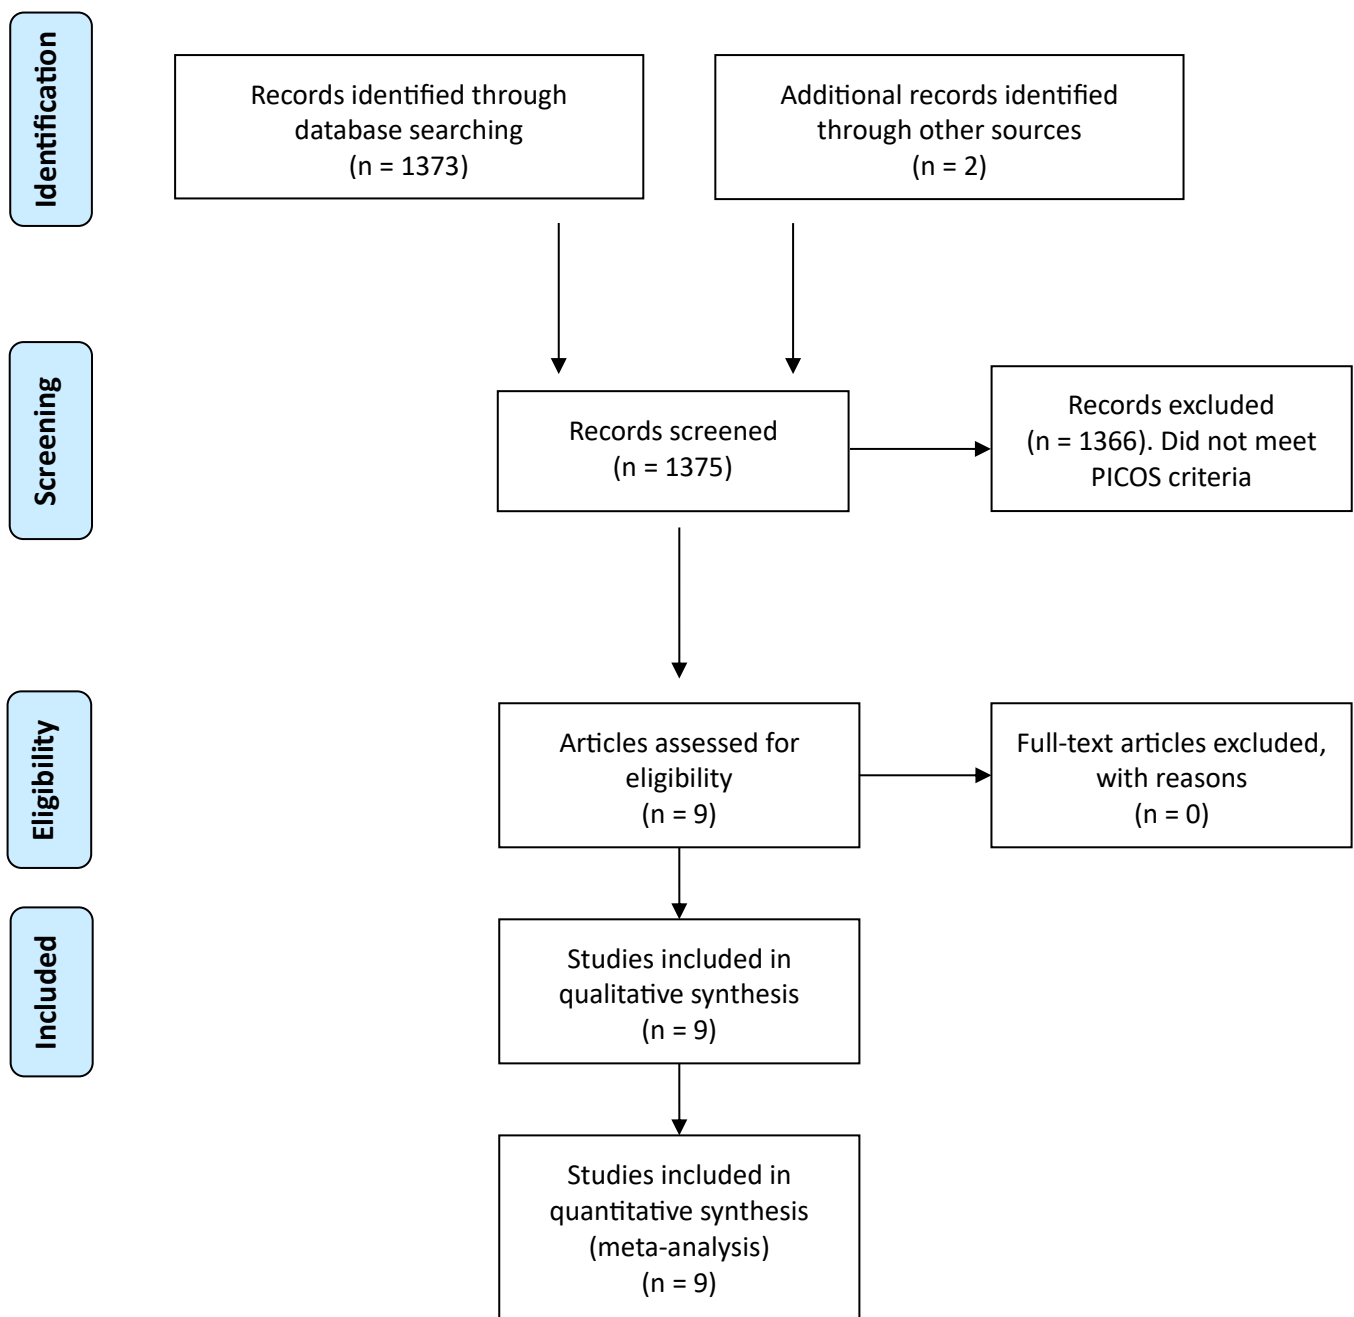 Identification
Records identified through
database searching
(n = 1373)
Additional records identified
through other sources
(n = 2)
Screening
Records screened
(n = 1375)
Records excluded
(n = 1366). Did not meet
PICOS criteria
Eligibility
Articles assessed for
eligibility
(n = 9)
Full-text articles excluded,
with reasons
(n = 0)
Included
Studies included in
qualitative synthesis
(n = 9)
Studies included in
quantitative synthesis
(meta-analysis)
(n = 9)